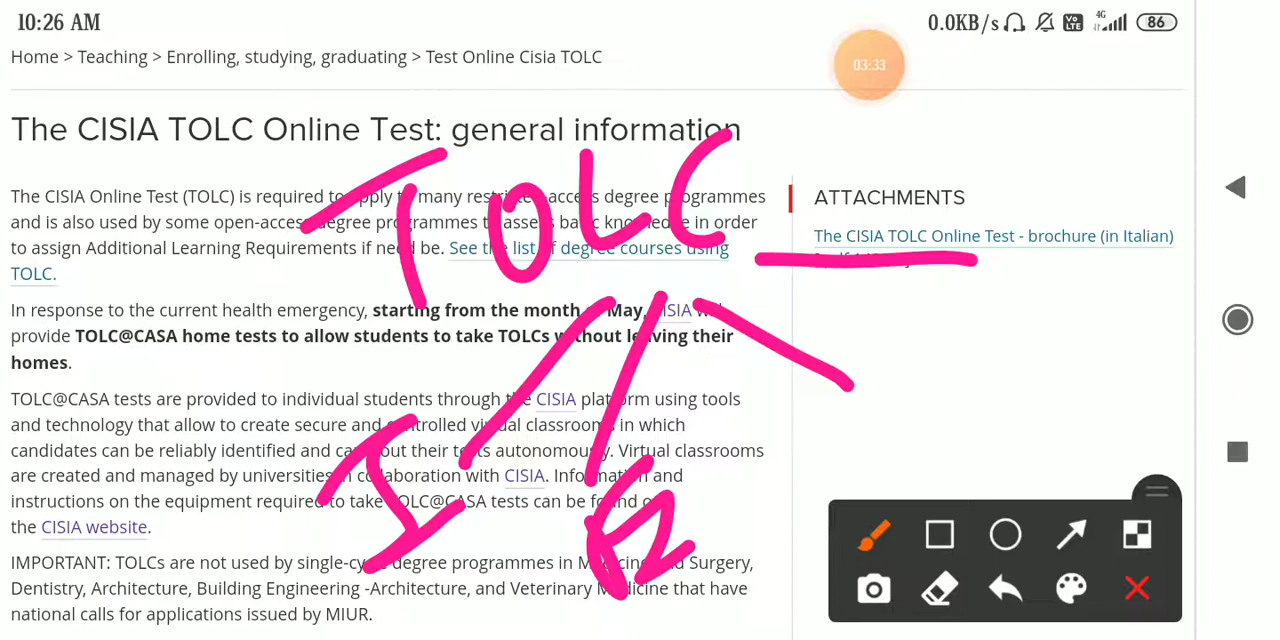 10:26 AM
0.0KB/s Vo LTE 4G 86
03:33
Home > Teaching > Enrolling, studying, graduating > Test Online Cisia TOLC
The CISIA TOLC Online Test: general information
The CISIA Online Test (TOLC) is required to apply to many restricted-access degree programmes
and is also used by some open-access degree programmes to assess basic knowledge in order
to assign Additional Learning Requirements if need be. See the list of degree courses using
TOLC.
In response to the current health emergency, starting from the month of May, CISIA will
provide TOLC@CASA home tests to allow students to take TOLCs without leaving their
homes.
TOLC@CASA tests are provided to individual students through the CISIA platform using tools
and technology that allow to create secure and controlled virtual classrooms in which
candidates can be reliably identified and carry out their tests autonomously. Virtual classrooms
are created and managed by universities in collaboration with CISIA. Information and
instructions on the equipment required to take TOLC@CASA tests can be found on
the CISIA website.
IMPORTANT: TOLCs are not used by single-cycle degree programmes in Medicine and Surgery,
Dentistry, Architecture, Building Engineering -Architecture, and Veterinary Medicine that have
national calls for applications issued by MIUR.
ATTACHMENTS
The CISIA TOLC Online Test - brochure (in Italian)
TOLC
I